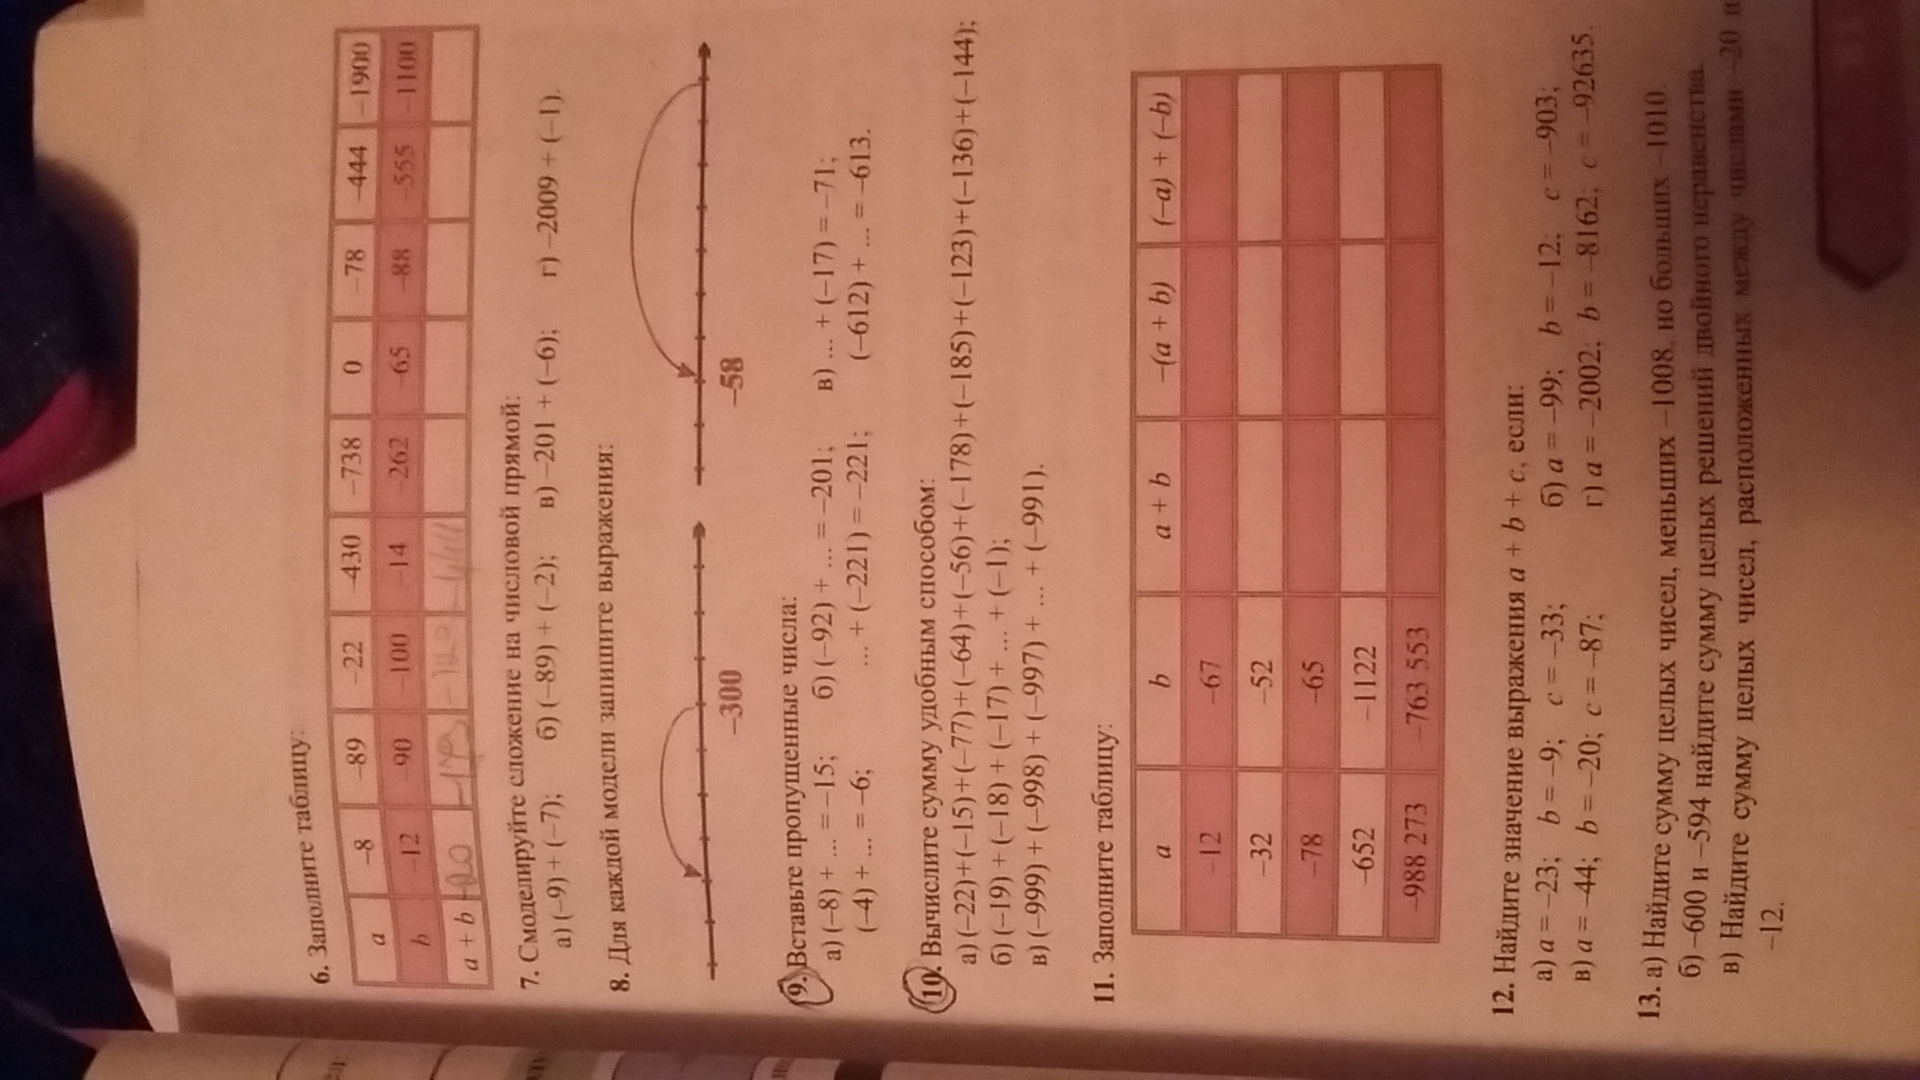 6. Заполните таблицу:
a –8 –89 –22 –430 –738 0 –78 –444 –1900
b –12 –90 –100 –14 –262 –65 –88 –555 –1100
a + b –20 –179 –122 –444
7. Смоделируйте сложение на числовой прямой:
а) (–9) + (–7); б) (–89) + (–2); в) –201 + (–6); г) –2009 + (–1).
8. Для каждой модели запишите выражения:
–300 –58
9. Вставьте пропущенные числа:
а) (–8) + ... = –15; б) (–92) + ... = –201; в) ... + (–17) = –71;
(–4) + ... = –6; ... + (–221) = –221; (–612) + ... = –613.
10. Вычислите сумму удобным способом:
а) (–22)+(–15)+(–77)+(–64)+(–56)+(–178)+(–185)+(–123)+(–136)+(–144);
б) (–19) + (–18) + (–17) + ... + (–1);
в) (–999) + (–998) + (–997) + ... + (–991).
11. Заполните таблицу:
a b a + b –(a + b) (–a) + (–b)
–12 –67
–32 –52
–78 –65
–652 –1122
–988 273 –763 553
12. Найдите значение выражения a + b + c, если:
а) a = –23; b = –9; c = –33; б) a = –99; b = –12; c = –903;
в) a = –44; b = –20; c = –87; г) a = –2002; b = –8162; c = –92635.
13. а) Найдите сумму целых чисел, меньших –1008, но больших –1010.
б) –600 и –594 найдите сумму целых решений двойного неравенства.
в) Найдите сумму целых чисел, расположенных между числами –20 и
–12.